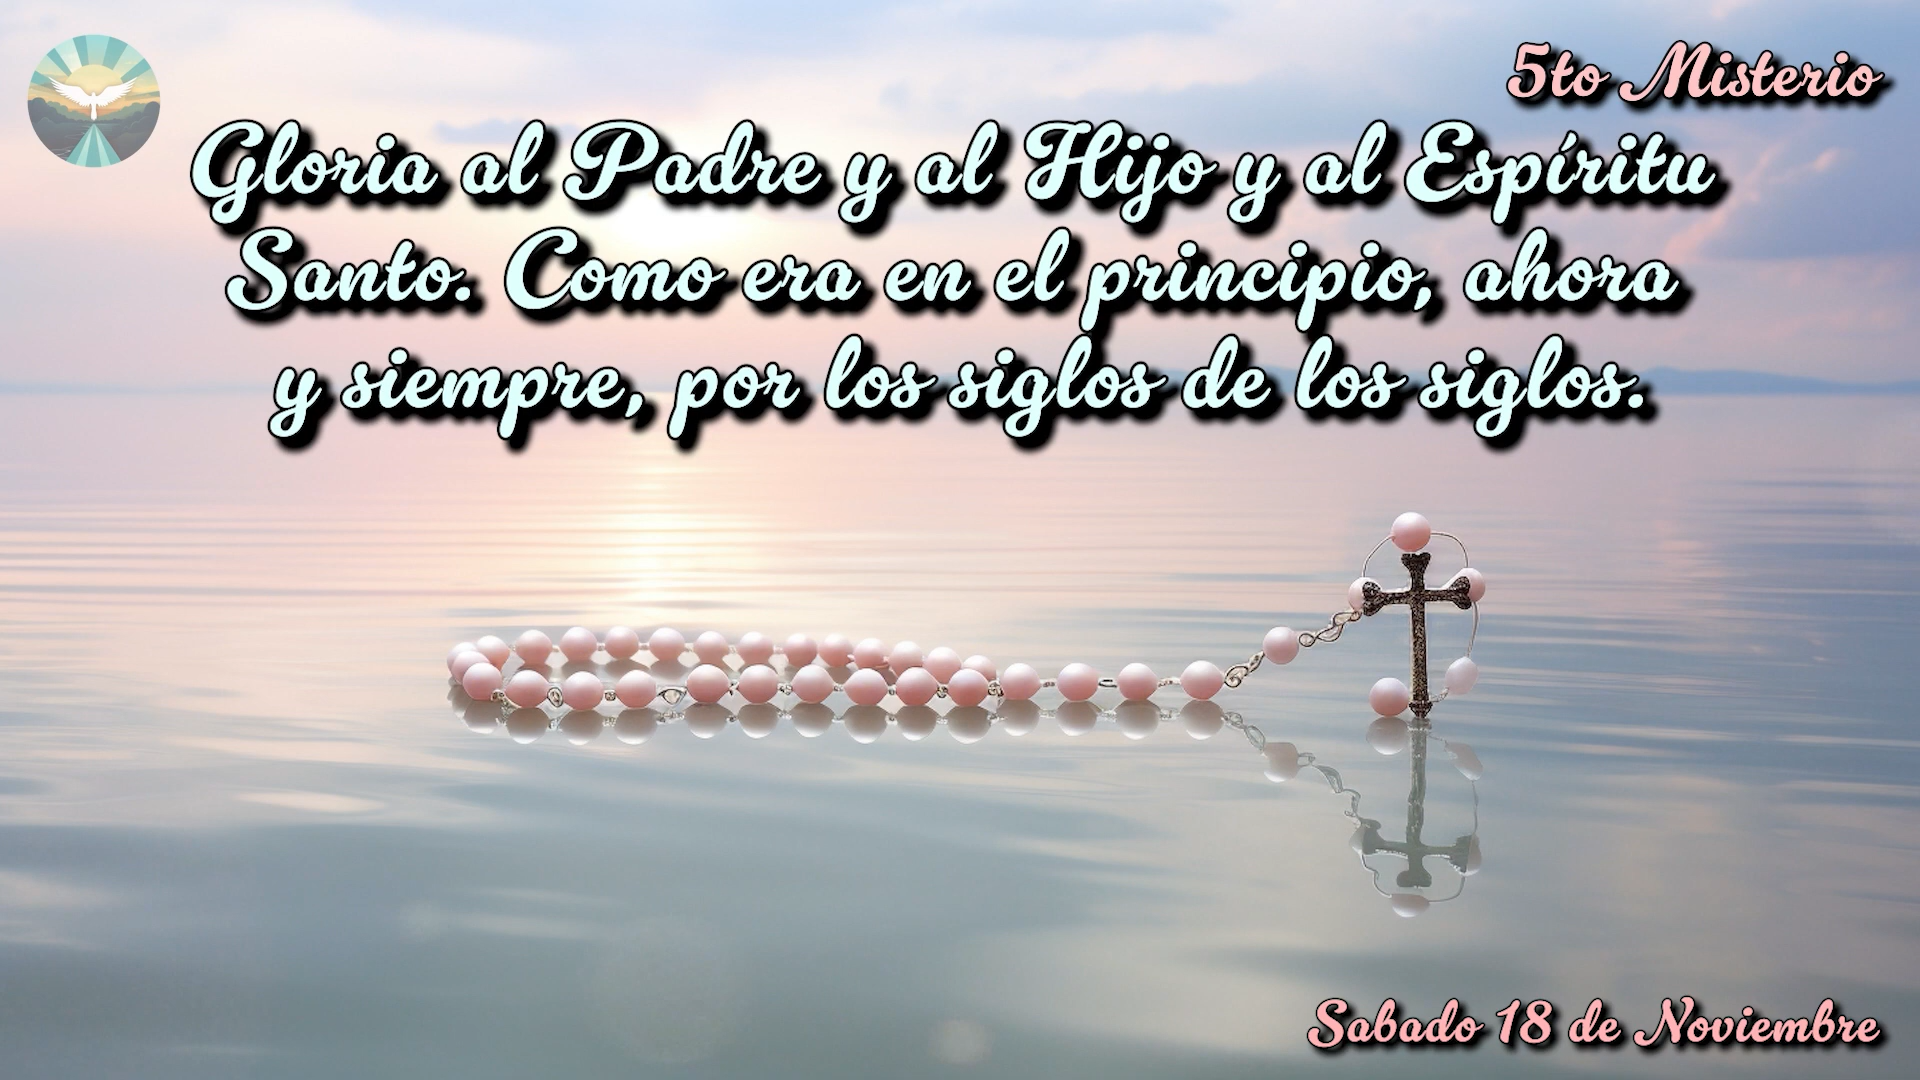 5to Misterio
Gloria al Padre y al Hijo y al Espíritu
Santo. Como era en el principio, ahora
y siempre, por los siglos de los siglos.
Sabado 18 de Noviembre